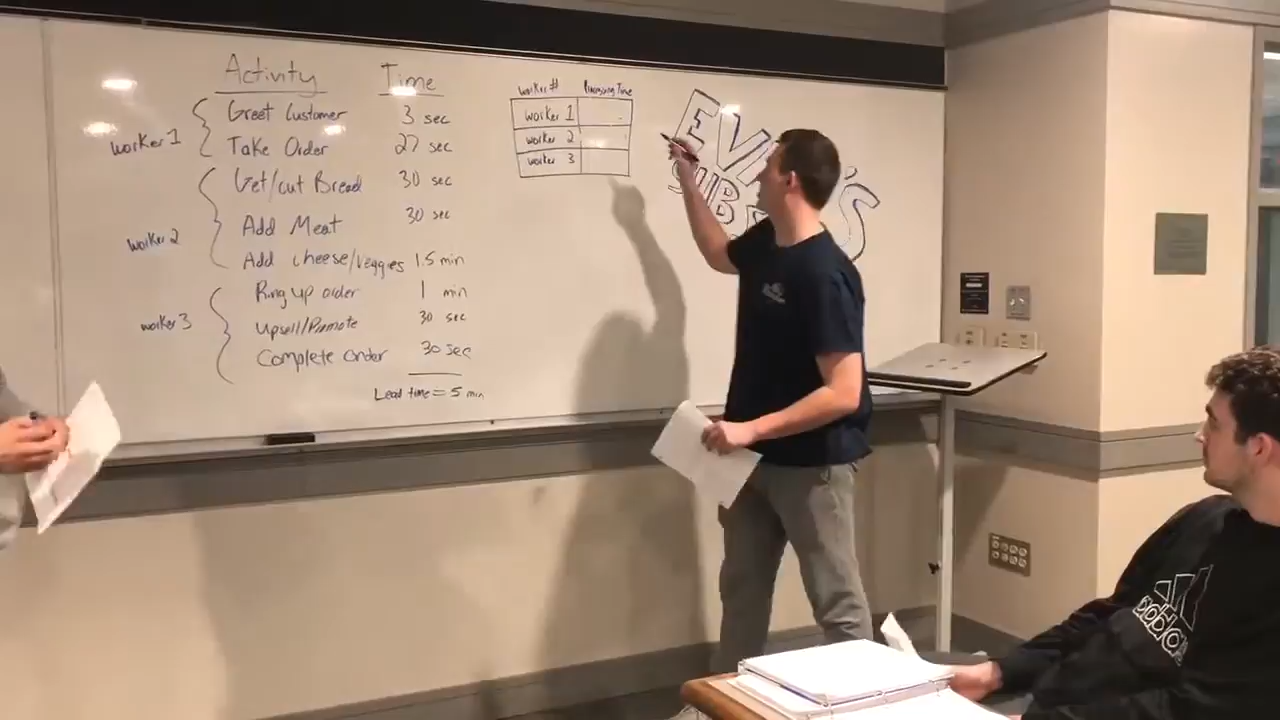 Activity Time
Greet Customer 3 sec
worker 1
Take Order 27 sec
Get/cut Bread 30 sec
Add Meat 30 sec
worker 2
Add cheese/veggies 1.5 min
Ring up order 1 min
worker 3
Upsell/Promote 30 sec
Complete order 30 sec
Lead time = 5 min
worker # Processing Time
worker 1
worker 2
worker 3
SUBS
adidas